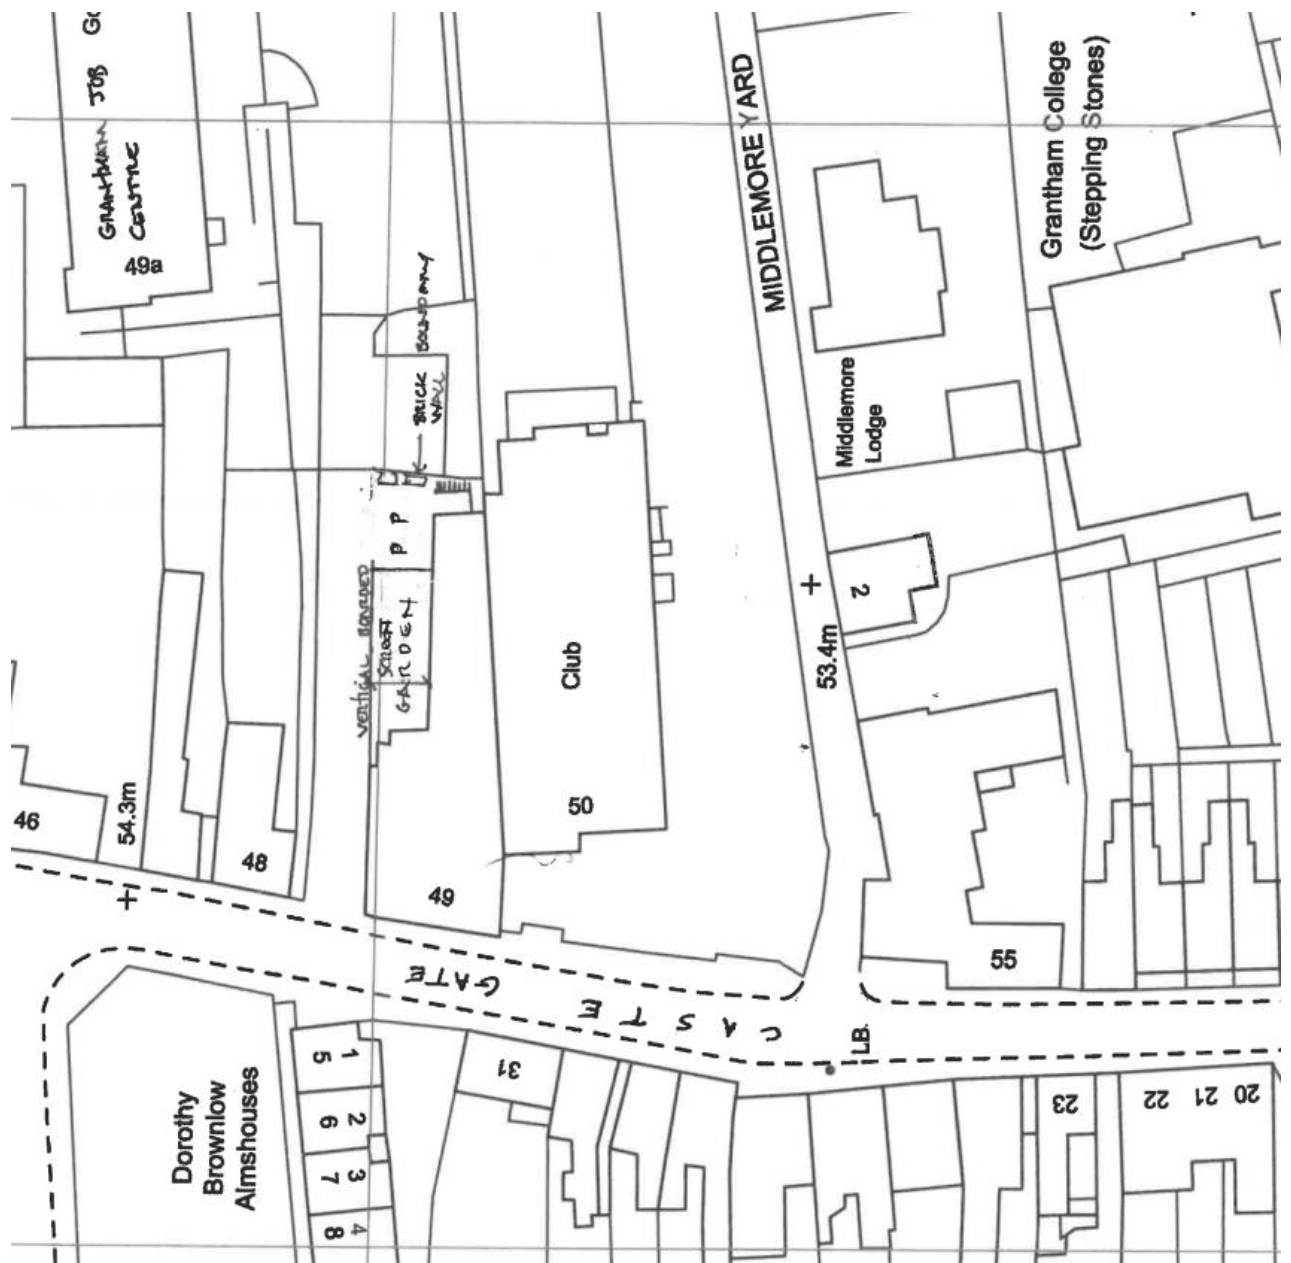 GRANTHAM JOB
CENTRE
49a
MIDDLEMORE YARD
Grantham College
(Stepping Stones)
BRICK BOUNDARY
WALL
Middlemore
Lodge
P P
VERTICAL BOARDED
SCREEN
GARDEN
Club
50
2
53.4m
46
54.3m
48
49
55
CASTLE GATE
L.B.
31
23
22
21
20
1
5
2
6
3
7
4
8
Dorothy
Brownlow
Almshouses